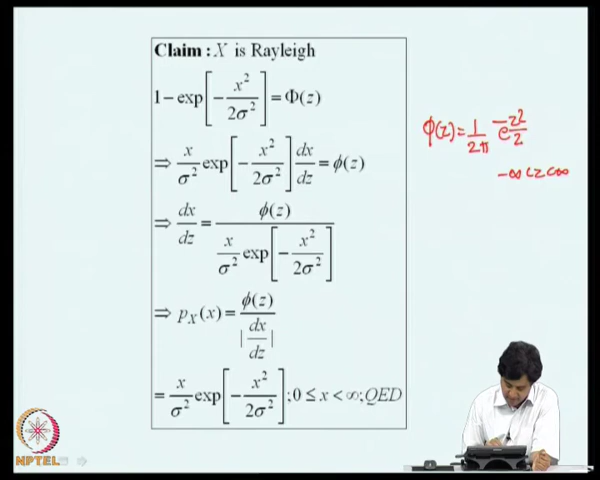 Claim : X is Rayleigh
1 − exp[−x²/2σ²] = Φ(z)
⇒ x/σ² exp[−x²/2σ²] dx/dz = ϕ(z)
⇒ dx/dz = ϕ(z) / (x/σ² exp[−x²/2σ²])
⇒ p_X(x) = ϕ(z) / |dx/dz|
= x/σ² exp[−x²/2σ²]; 0 ≤ x < ∞; QED
ϕ(z) = 1/2π e^(−z²/2)
−∞<z<∞
NPTEL